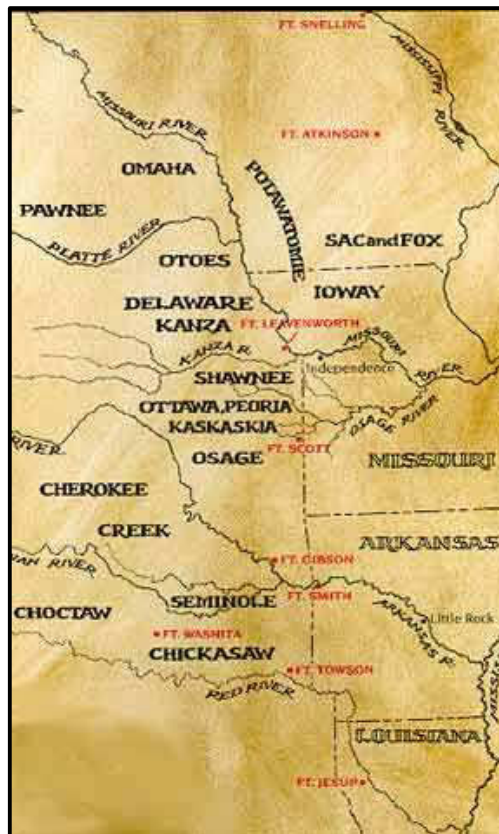 FT. SNELLING
MISSISSIPPI
RIVER
MISSOURI RIVER
FT. ATKINSON
OMAHA
POTAWATOMIE
PAWNEE
PLATTE RIVER
SAC and FOX
OTOES
IOWAY
DELAWARE
KANZA
FT. LEAVENWORTH
KANZA R.
MISSOURI
RIVER
Independence
SHAWNEE
OTTAWA, PEORIA
KASKASKIA
OSAGE RIVER
FT. SCOTT
RIVER
OSAGE
MISSOURI
CHEROKEE
CREEK
ARKANSAS
IAN RIVER
FT. GIBSON
SEMINOLE
FT. SMITH
CHOCTAW
FT. WASHITA
ARKANSAS R.
Little Rock
CHICKASAW
FT. TOWSON
RED RIVER
MISS
LOUISIANA
FT. JESUP